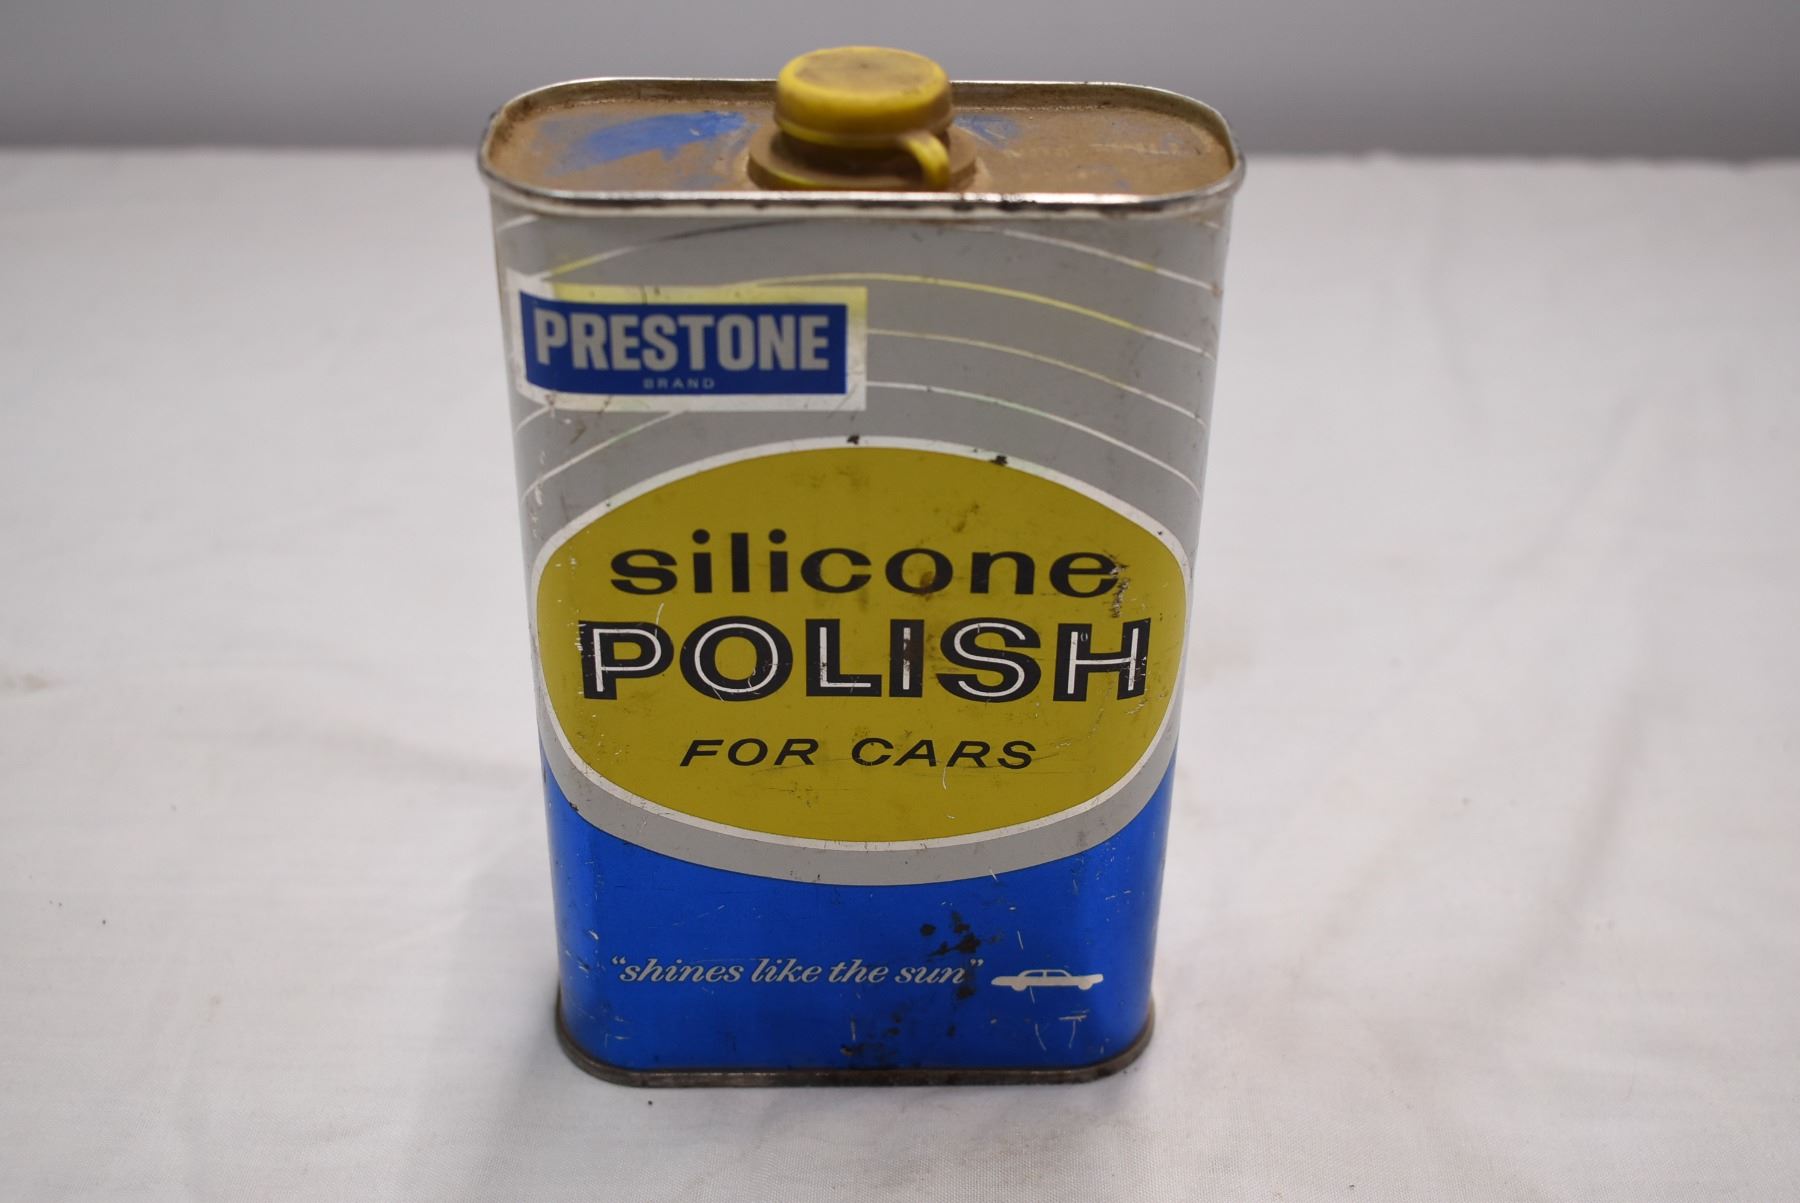 PRESTONE
BRAND
silicone
POLISH
FOR CARS
"shines like the sun"